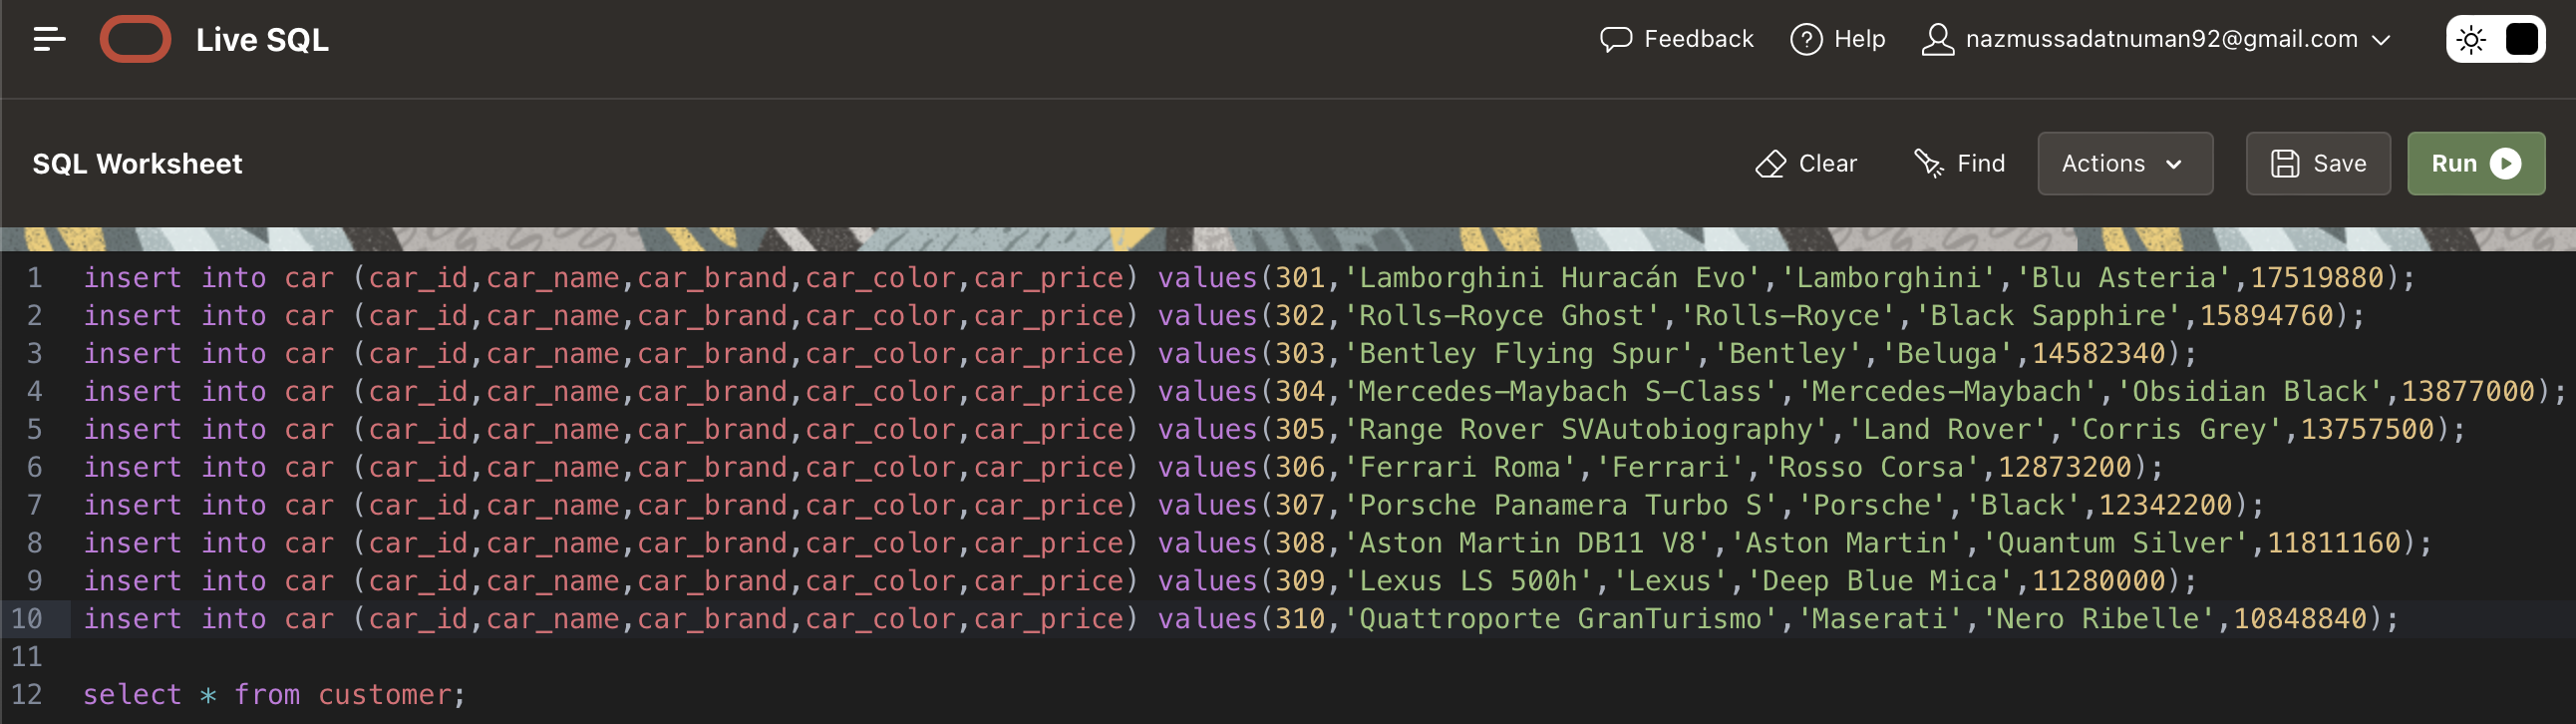 Live SQL Feedback Help nazmussadatnuman92@gmail.com
SQL Worksheet Clear Find Actions Save Run
1 insert into car (car_id,car_name,car_brand,car_color,car_price) values(301,'Lamborghini Huracán Evo','Lamborghini','Blu Asteria',17519880);
2 insert into car (car_id,car_name,car_brand,car_color,car_price) values(302,'Rolls-Royce Ghost','Rolls-Royce','Black Sapphire',15894760);
3 insert into car (car_id,car_name,car_brand,car_color,car_price) values(303,'Bentley Flying Spur','Bentley','Beluga',14582340);
4 insert into car (car_id,car_name,car_brand,car_color,car_price) values(304,'Mercedes-Maybach S-Class','Mercedes-Maybach','Obsidian Black',13877000);
5 insert into car (car_id,car_name,car_brand,car_color,car_price) values(305,'Range Rover SVAutobiography','Land Rover','Corris Grey',13757500);
6 insert into car (car_id,car_name,car_brand,car_color,car_price) values(306,'Ferrari Roma','Ferrari','Rosso Corsa',12873200);
7 insert into car (car_id,car_name,car_brand,car_color,car_price) values(307,'Porsche Panamera Turbo S','Porsche','Black',12342200);
8 insert into car (car_id,car_name,car_brand,car_color,car_price) values(308,'Aston Martin DB11 V8','Aston Martin','Quantum Silver',11811160);
9 insert into car (car_id,car_name,car_brand,car_color,car_price) values(309,'Lexus LS 500h','Lexus','Deep Blue Mica',11280000);
10 insert into car (car_id,car_name,car_brand,car_color,car_price) values(310,'Quattroporte GranTurismo','Maserati','Nero Ribelle',10848840);
11
12 select * from customer;